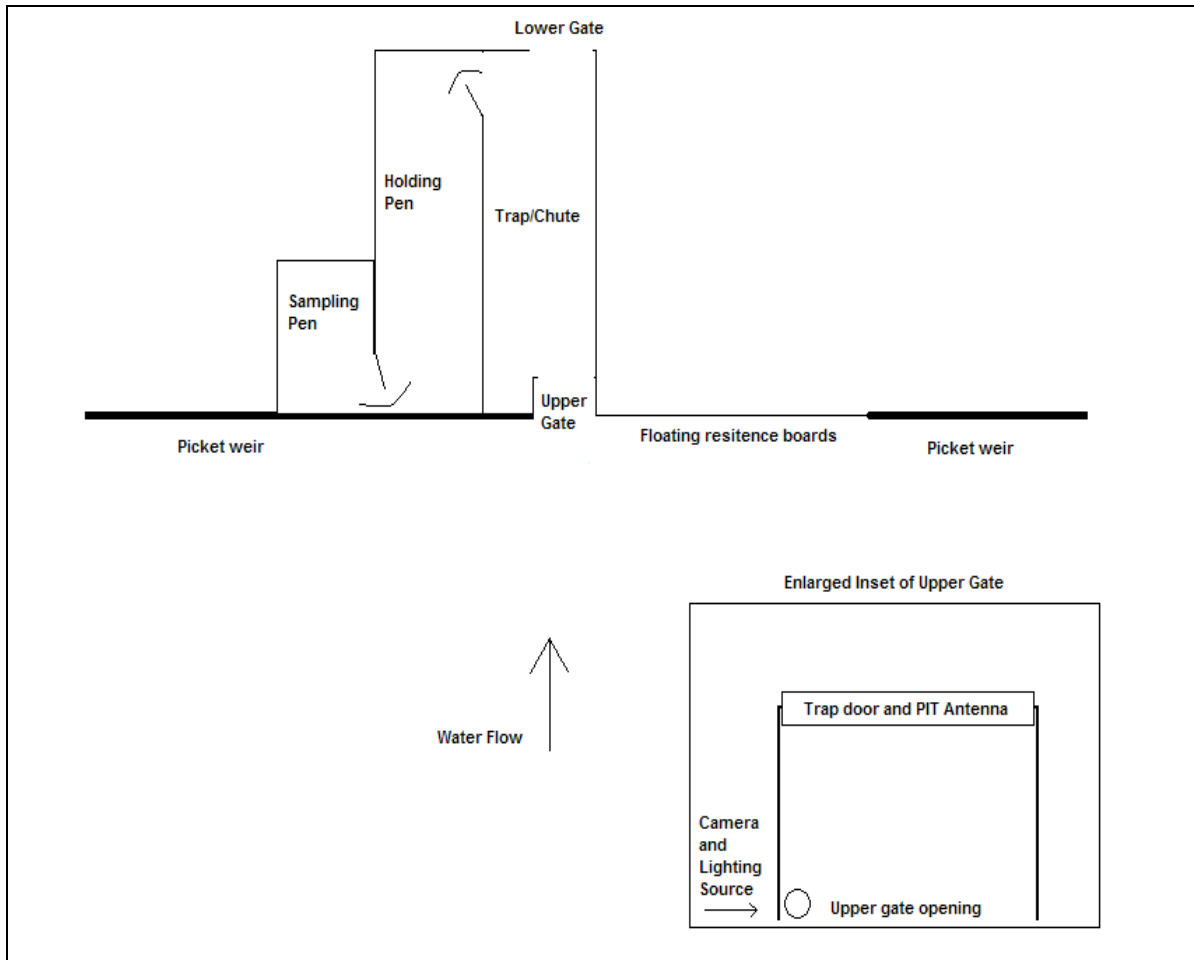 Lower Gate
Holding
Pen
Trap/Chute
Sampling
Pen
Upper
Gate
Picket weir
Floating resitence boards
Picket weir
Enlarged Inset of Upper Gate
Trap door and PIT Antenna
Water Flow
Camera
and
Lighting
Source
Upper gate opening